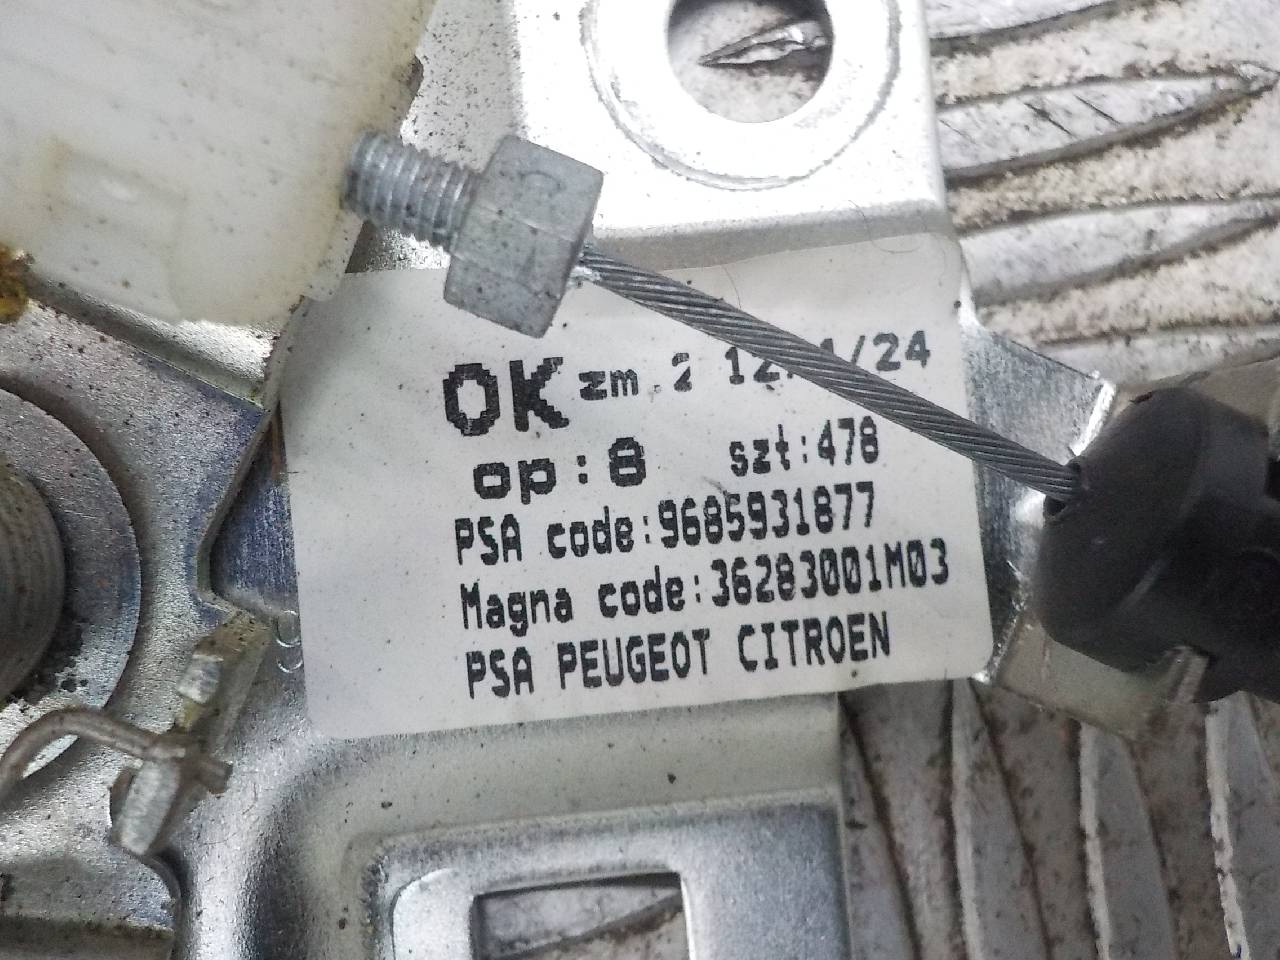 OK zm.2
op:8 szt:478
PSA code:9685931877
Magna code:36283001M03
PSA PEUGEOT CITROEN